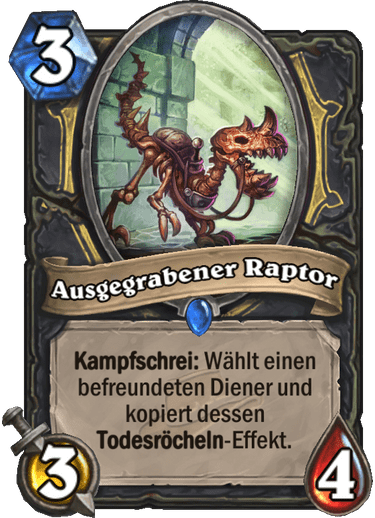 3
Ausgegrabener Raptor
Kampfschrei: Wählt einen
befreundeten Diener und
kopiert dessen
Todesröcheln-Effekt.
3
4